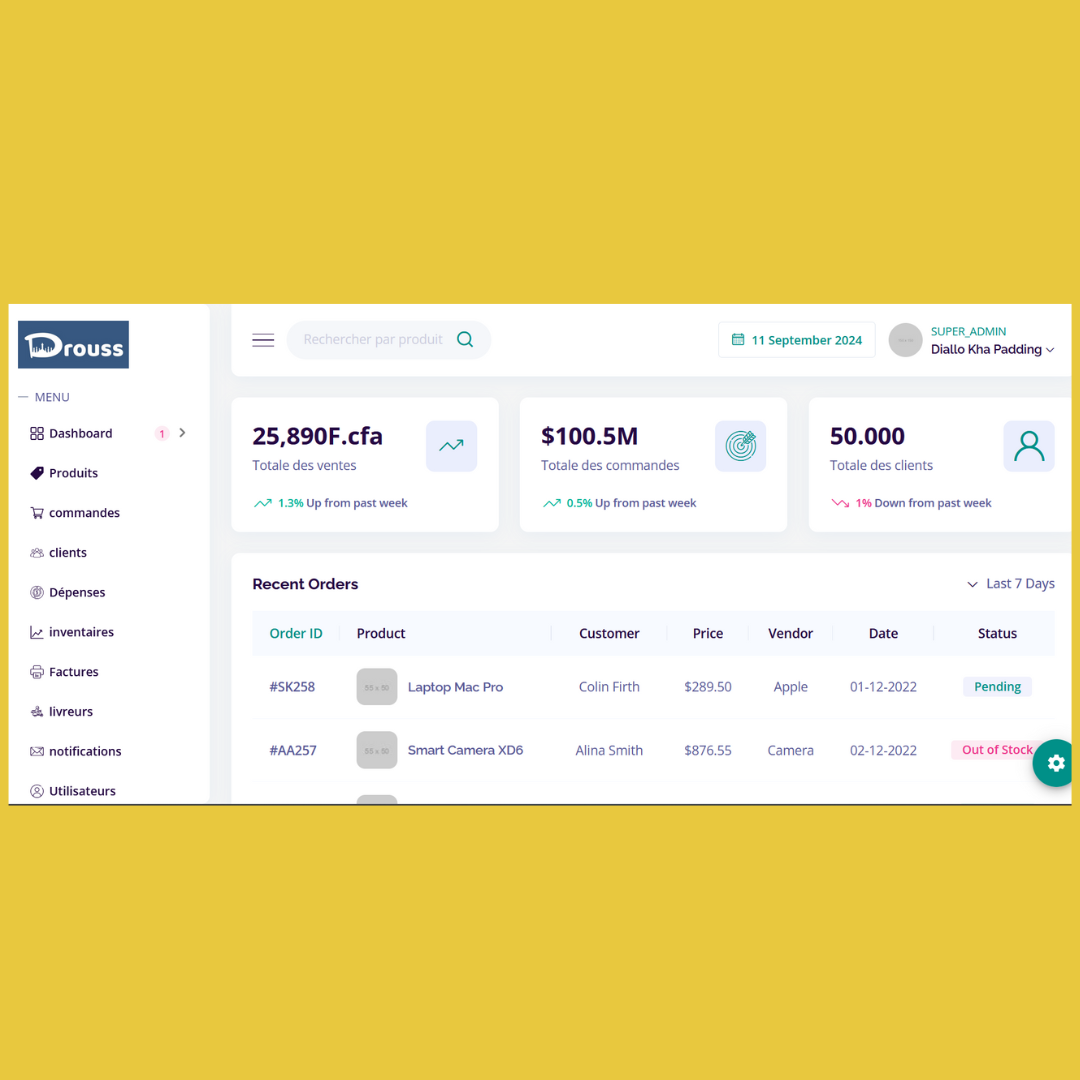 Drouss
MENU
Dashboard 1
Produits
commandes
clients
Dépenses
inventaires
Factures
livreurs
notifications
Utilisateurs
Rechercher par produit
11 September 2024
SUPER_ADMIN
Diallo Kha Padding
25,890F.cfa
Totale des ventes
1.3% Up from past week
$100.5M
Totale des commandes
0.5% Up from past week
50.000
Totale des clients
1% Down from past week
Recent Orders
Last 7 Days
Order ID Product Customer Price Vendor Date Status
#SK258 55 x 50 Laptop Mac Pro Colin Firth $289.50 Apple 01-12-2022 Pending
#AA257 55 x 50 Smart Camera XD6 Alina Smith $876.55 Camera 02-12-2022 Out of Stock